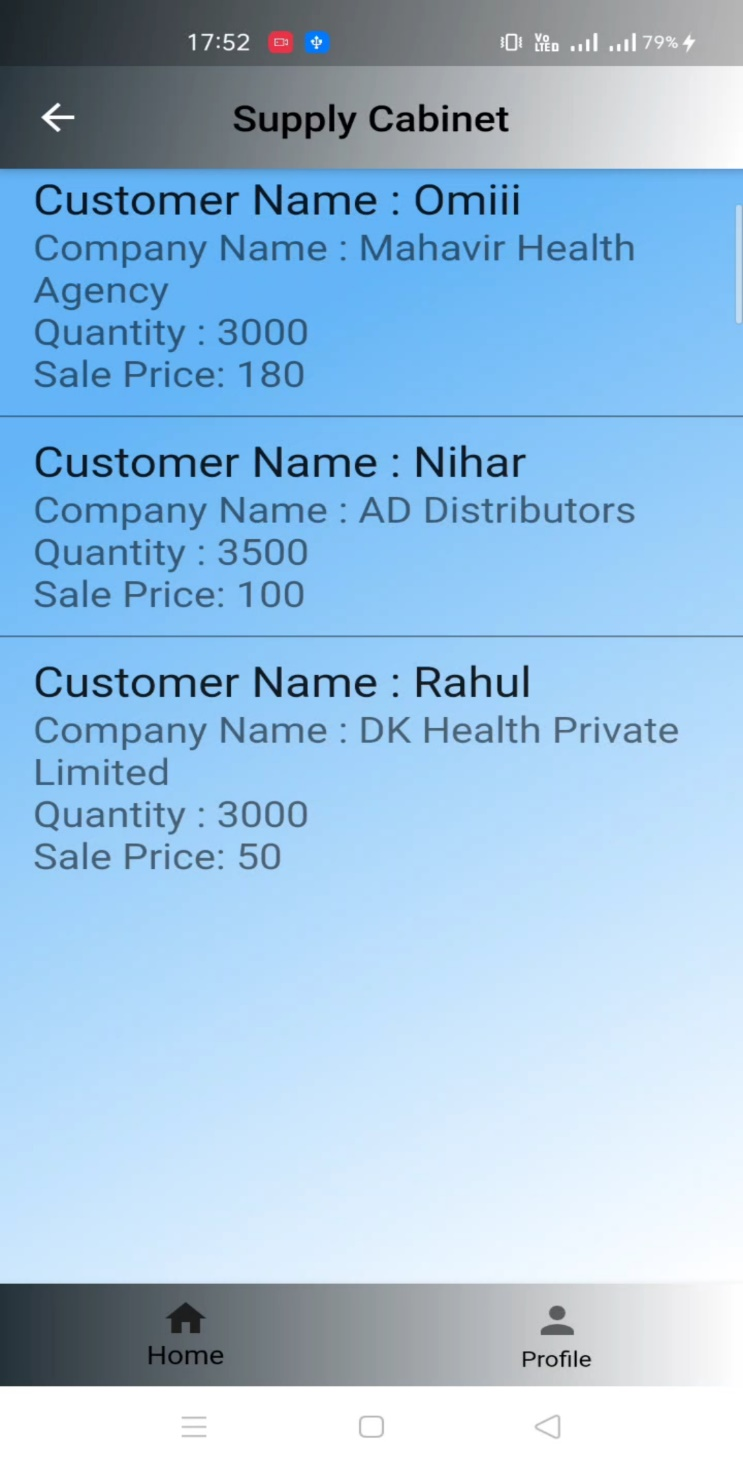 17:52
Vo LTED 79%
Supply Cabinet
Customer Name : Omiii
Company Name : Mahavir Health
Agency
Quantity : 3000
Sale Price: 180
Customer Name : Nihar
Company Name : AD Distributors
Quantity : 3500
Sale Price: 100
Customer Name : Rahul
Company Name : DK Health Private
Limited
Quantity : 3000
Sale Price: 50
Home
Profile